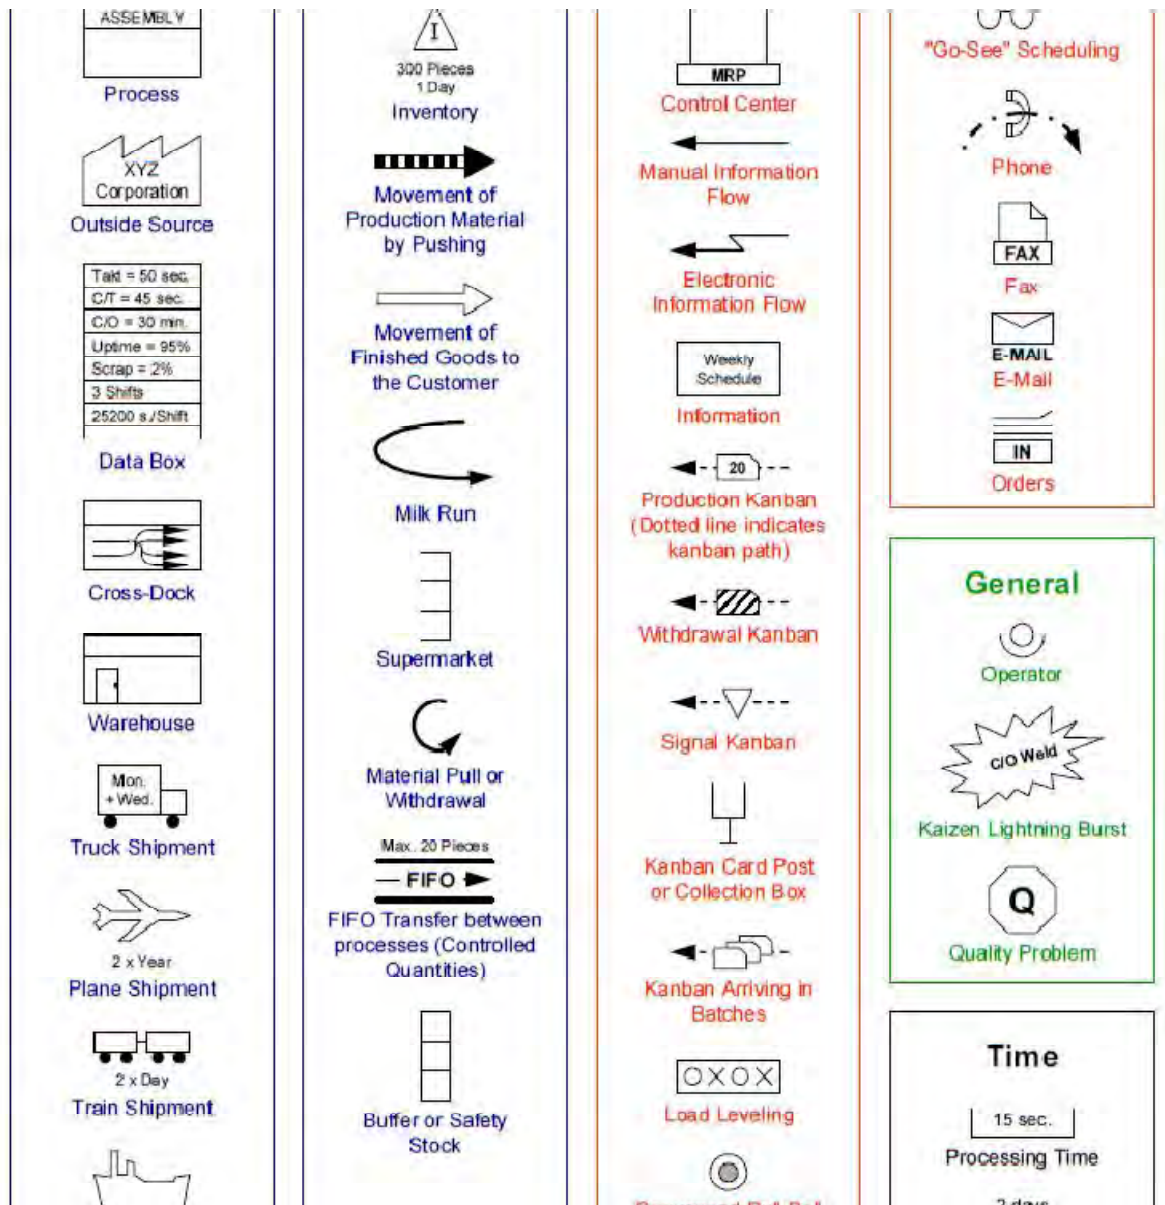 ASSEMBLY
Process
XYZ
Corporation
Outside Source
Takt = 50 sec.
C/T = 45 sec.
C/O = 30 min.
Uptime = 95%
Scrap = 2%
3 Shifts
25200 s./Shift
Data Box
Cross-Dock
Warehouse
Mon.
+ Wed.
Truck Shipment
2 x Year
Plane Shipment
2 x Day
Train Shipment
I
300 Pieces
1 Day
Inventory
Movement of
Production Material
by Pushing
Movement of
Finished Goods to
the Customer
Milk Run
Supermarket
Material Pull or
Withdrawal
Max. 20 Pieces
FIFO
FIFO Transfer between
processes (Controlled
Quantities)
Buffer or Safety
Stock
MRP
Control Center
Manual Information
Flow
Electronic
Information Flow
Weekly
Schedule
Information
20
Production Kanban
(Dotted line indicates
kanban path)
Withdrawal Kanban
Signal Kanban
Kanban Card Post
or Collection Box
Kanban Arriving in
Batches
OXOX
Load Leveling
"Go-See" Scheduling
Phone
FAX
Fax
E-MAIL
E-Mail
IN
Orders
General
Operator
C/O Weld
Kaizen Lightning Burst
Q
Quality Problem
Time
15 sec.
Processing Time